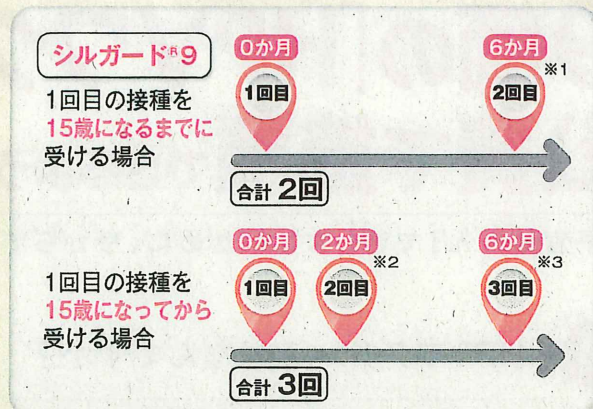 シルガード®9
0か月
6か月
※1
1回目
2回目
1回目の接種を
15歳になるまでに
受ける場合
合計 2回
0か月
2か月
6か月
※2
※3
1回目
2回目
3回目
1回目の接種を
15歳になってから
受ける場合
合計 3回